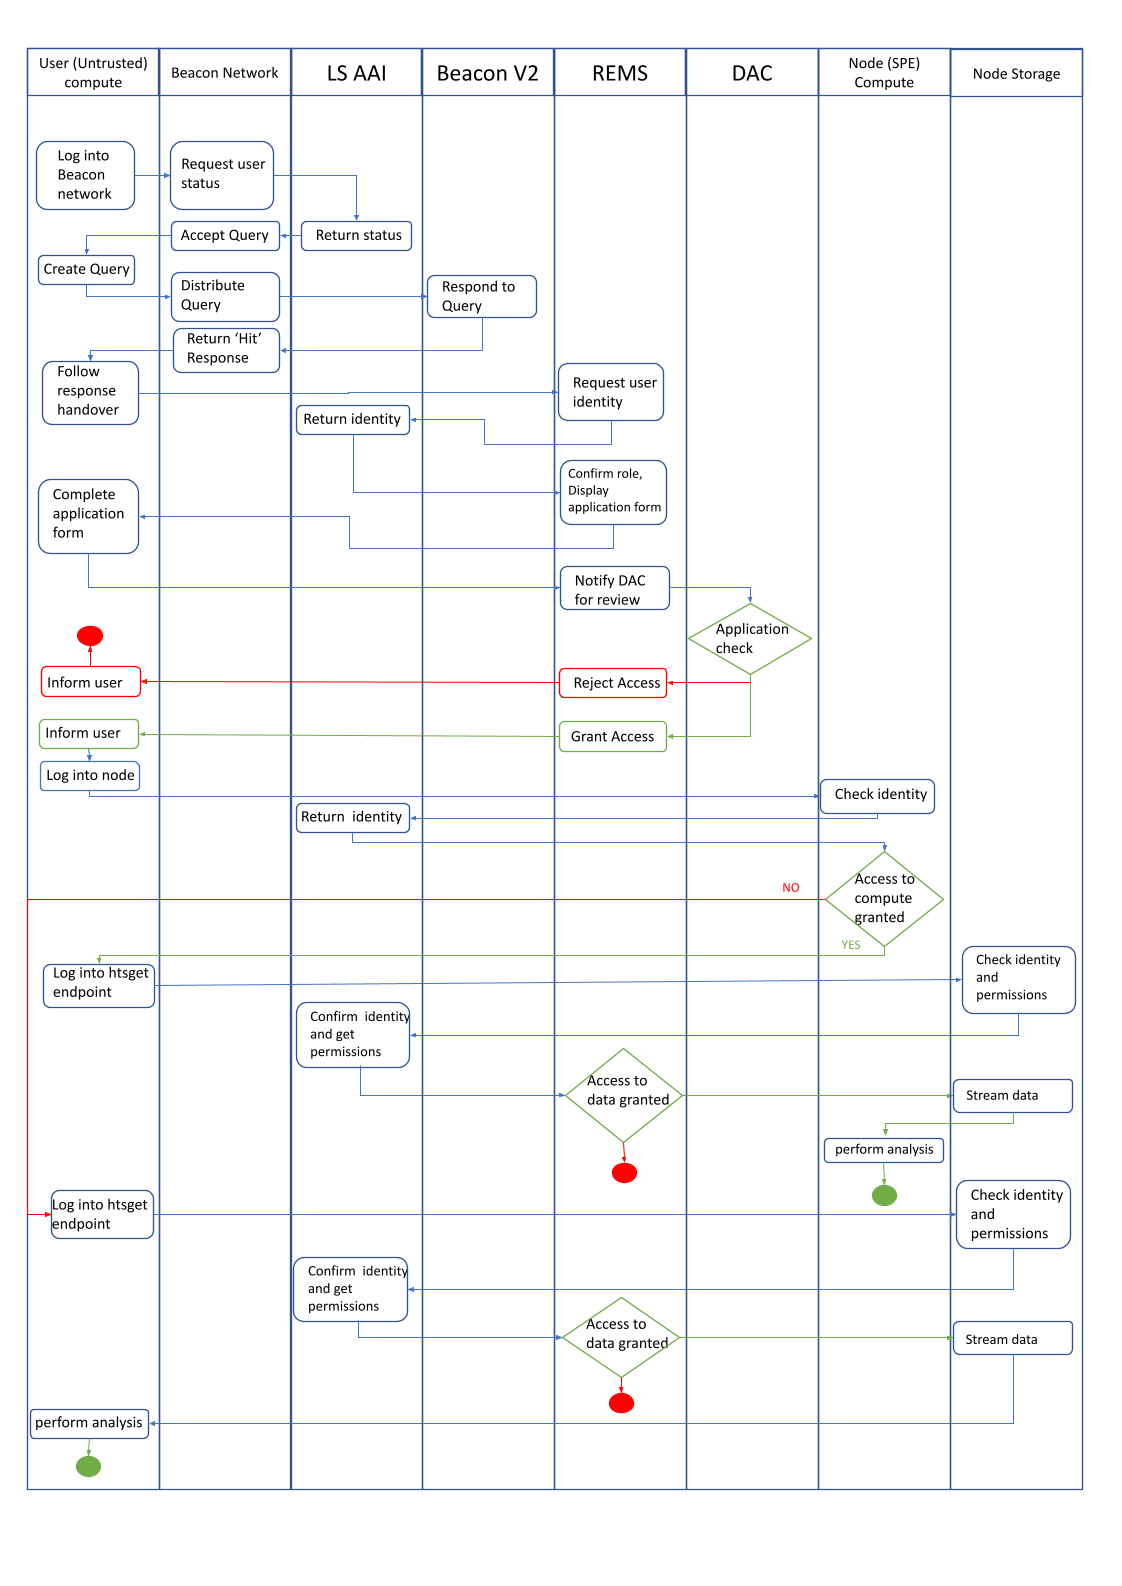 User (Untrusted)
compute
Beacon Network
LS AAI
Beacon V2
REMS
DAC
Node (SPE)
Compute
Node Storage
Log into
Beacon
network
Request user
status
Accept Query
Return status
Create Query
Distribute
Query
Respond to
Query
Return ‘Hit’
Response
Follow
response
handover
Request user
identity
Return identity
Confirm role,
Display
application form
Complete
application
form
Notify DAC
for review
Application
check
Inform user
Reject Access
Inform user
Grant Access
Log into node
Check identity
Return identity
Access to
compute
granted
NO
YES
Log into htsget
endpoint
Check identity
and
permissions
Confirm identity
and get
permissions
Access to
data granted
Stream data
perform analysis
Log into htsget
endpoint
Check identity
and
permissions
Confirm identity
and get
permissions
Access to
data granted
Stream data
perform analysis